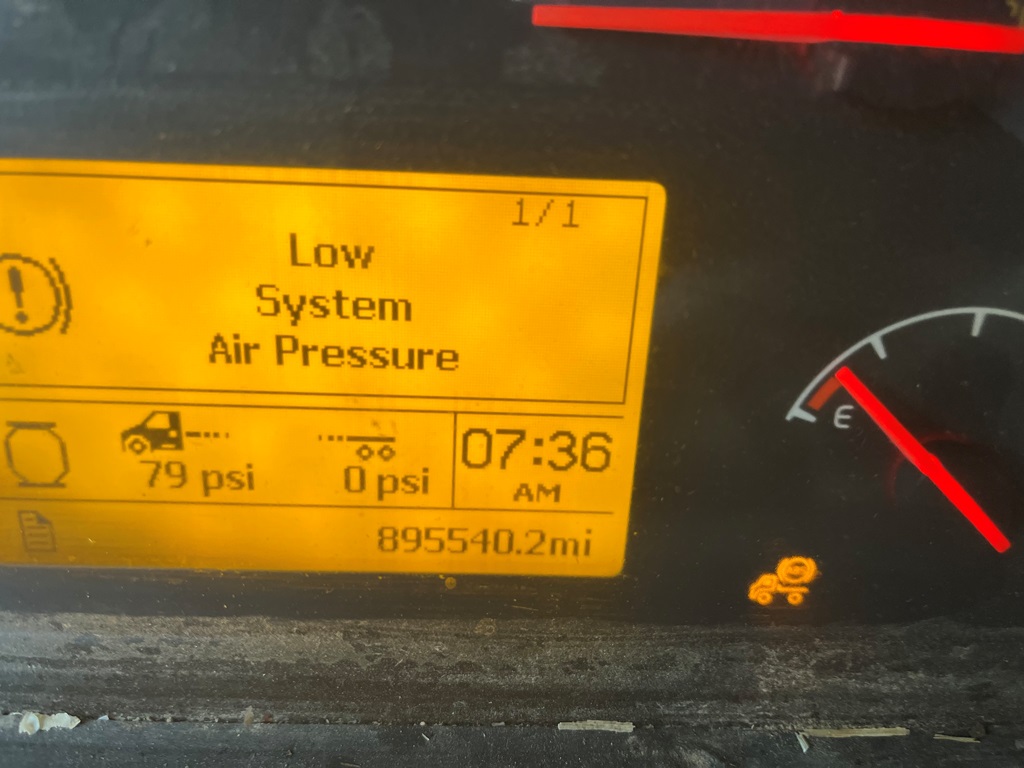 1/1
Low
System
Air Pressure
79 psi
0 psi
07:36
AM
895540.2mi
E